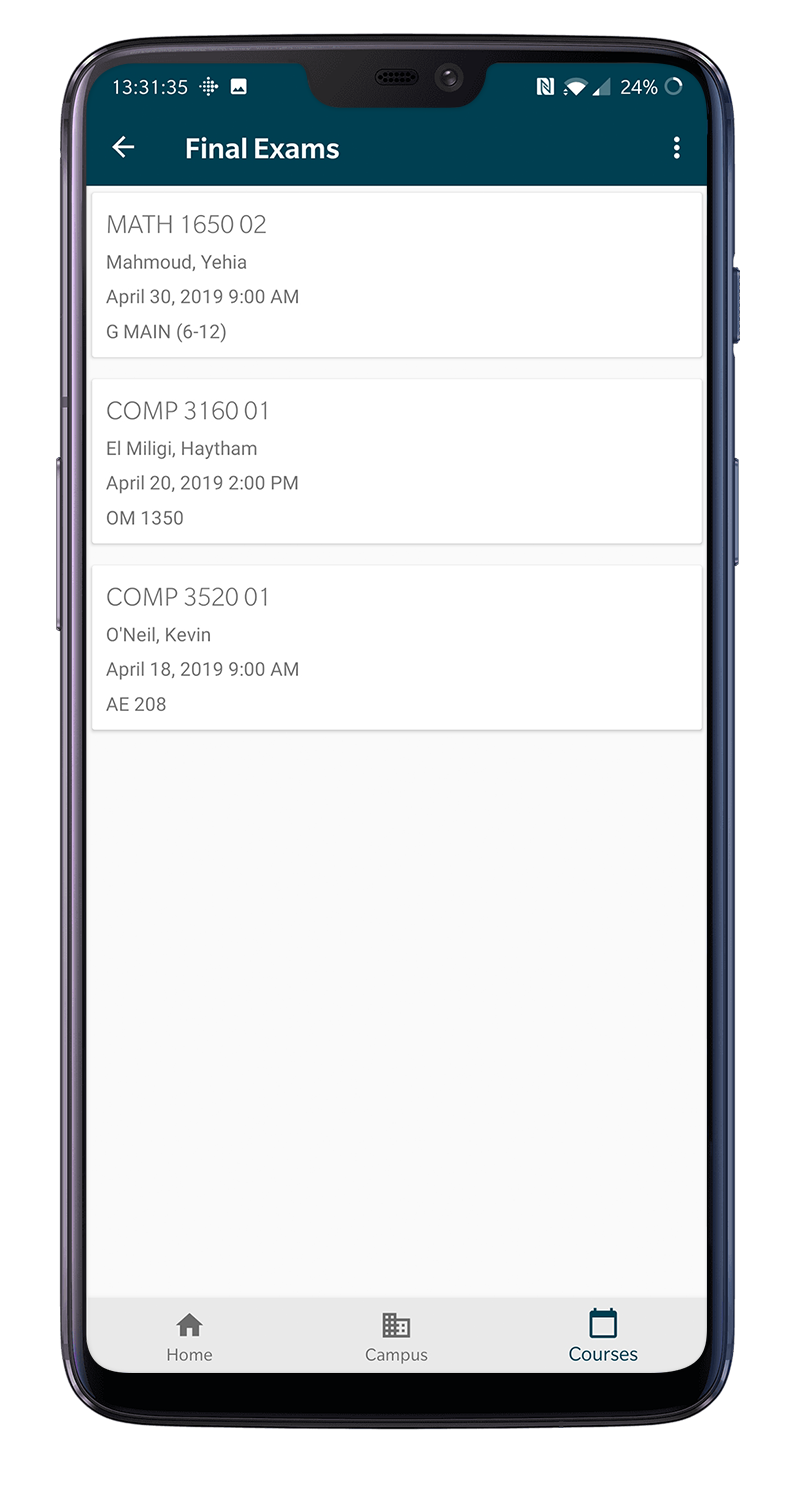 13:31:35 24%
Final Exams
MATH 1650 02
Mahmoud, Yehia
April 30, 2019 9:00 AM
G MAIN (6-12)
COMP 3160 01
El Miligi, Haytham
April 20, 2019 2:00 PM
OM 1350
COMP 3520 01
O'Neil, Kevin
April 18, 2019 9:00 AM
AE 208
Home Campus Courses